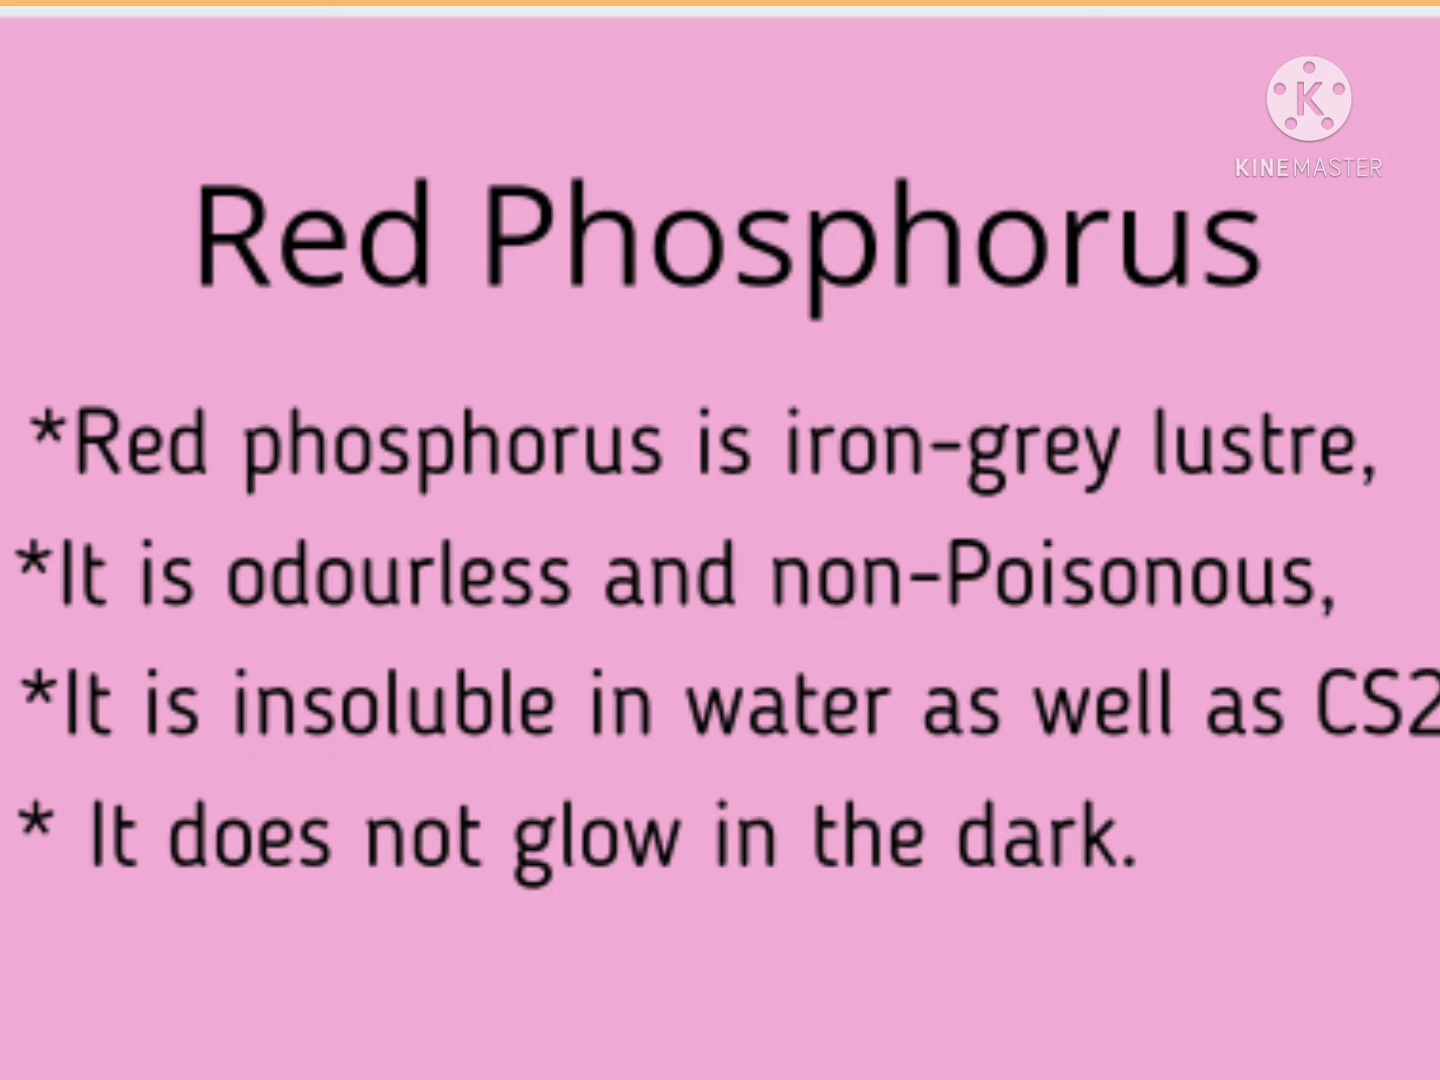 KINEMASTER
Red Phosphorus
*Red phosphorus is iron-grey lustre,
*It is odourless and non-Poisonous,
*It is insoluble in water as well as CS2
* It does not glow in the dark.